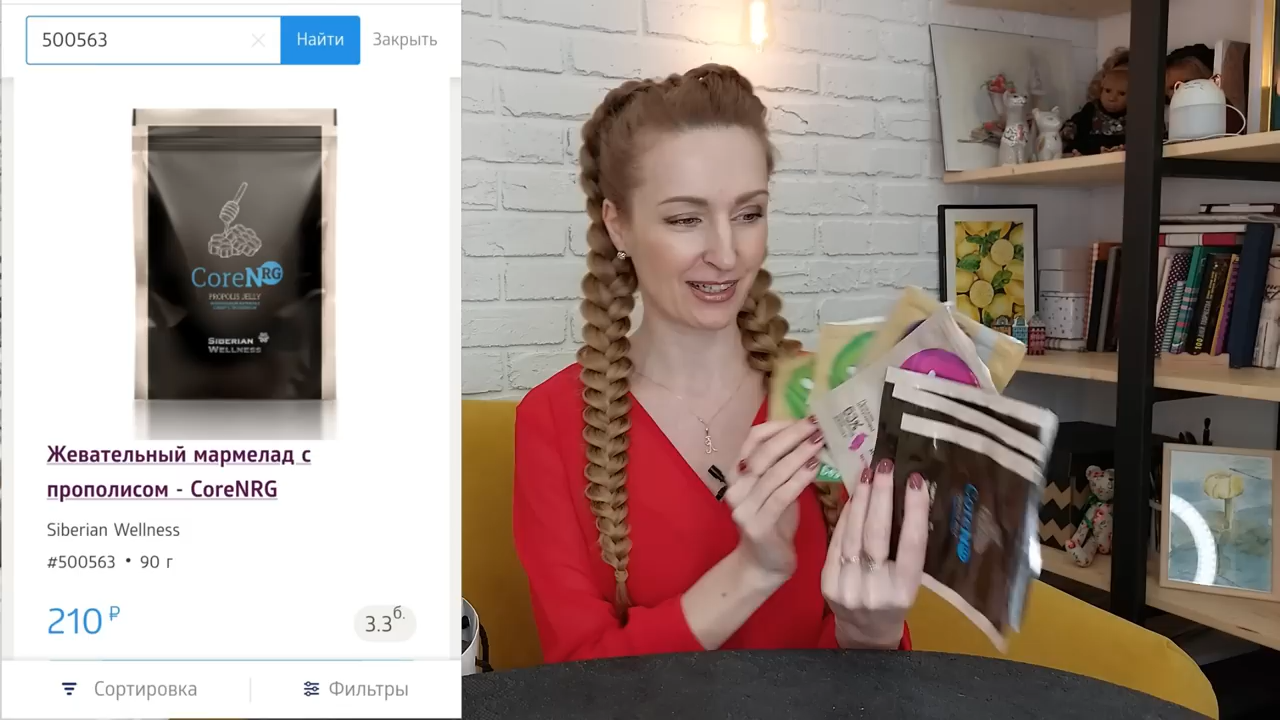 500563
Найти
Закрыть
CoreNRG
PROPOLIS JELLY
SIBERIAN
WELLNESS
Жевательный мармелад с
прополисом - CoreNRG
Siberian Wellness
#500563 • 90 г
210 ₽
3.3 б.
Сортировка
Фильтры
CoreNRG